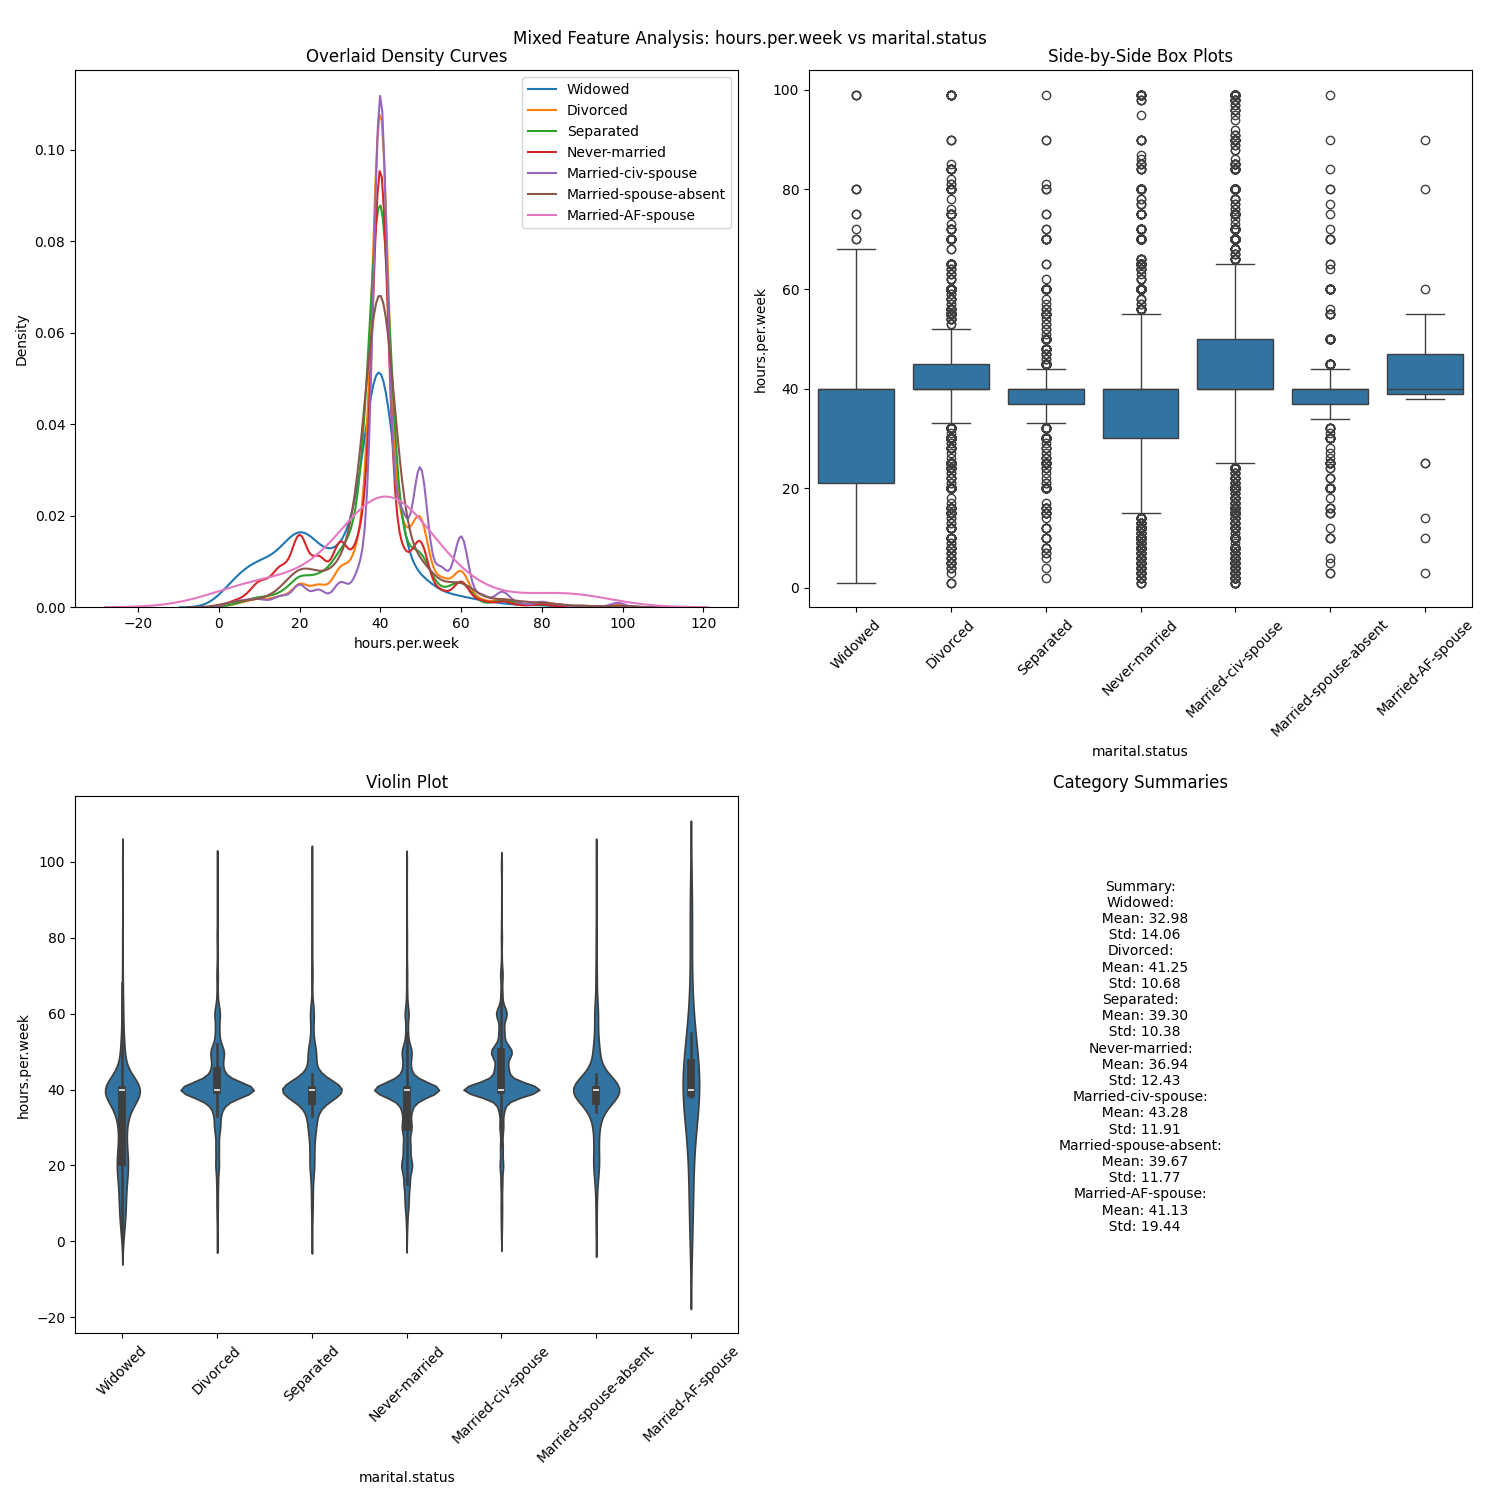 Mixed Feature Analysis: hours.per.week vs marital.status
Overlaid Density Curves
Density
0.10
0.08
0.06
0.04
0.02
0.00
−20
0
20
40
60
80
100
120
hours.per.week
Widowed
Divorced
Separated
Never-married
Married-civ-spouse
Married-spouse-absent
Married-AF-spouse
Side-by-Side Box Plots
hours.per.week
100
80
60
40
20
0
Widowed
Divorced
Separated
Never-married
Married-civ-spouse
Married-spouse-absent
Married-AF-spouse
marital.status
Violin Plot
hours.per.week
100
80
60
40
20
0
−20
Widowed
Divorced
Separated
Never-married
Married-civ-spouse
Married-spouse-absent
Married-AF-spouse
marital.status
Category Summaries
Summary:
Widowed:
Mean: 32.98
Std: 14.06
Divorced:
Mean: 41.25
Std: 10.68
Separated:
Mean: 39.30
Std: 10.38
Never-married:
Mean: 36.94
Std: 12.43
Married-civ-spouse:
Mean: 43.28
Std: 11.91
Married-spouse-absent:
Mean: 39.67
Std: 11.77
Married-AF-spouse:
Mean: 41.13
Std: 19.44